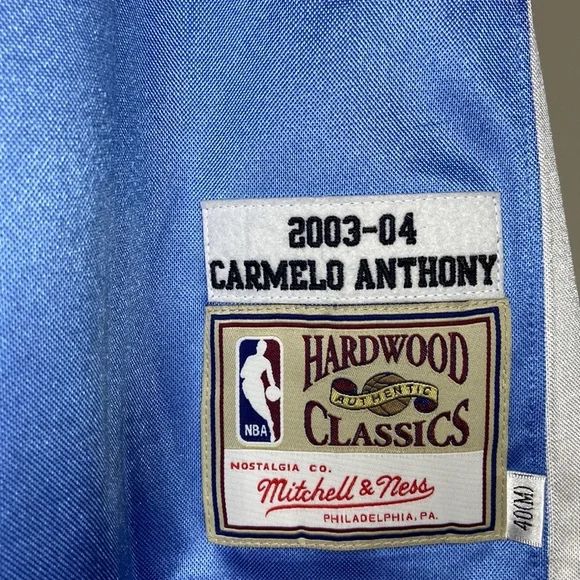 2003-04
CARMELO ANTHONY
NBA
HARDWOOD
AUTHENTIC
CLASSICS
NOSTALGIA CO.
Mitchell & Ness
PHILADELPHIA, PA.
40(M)